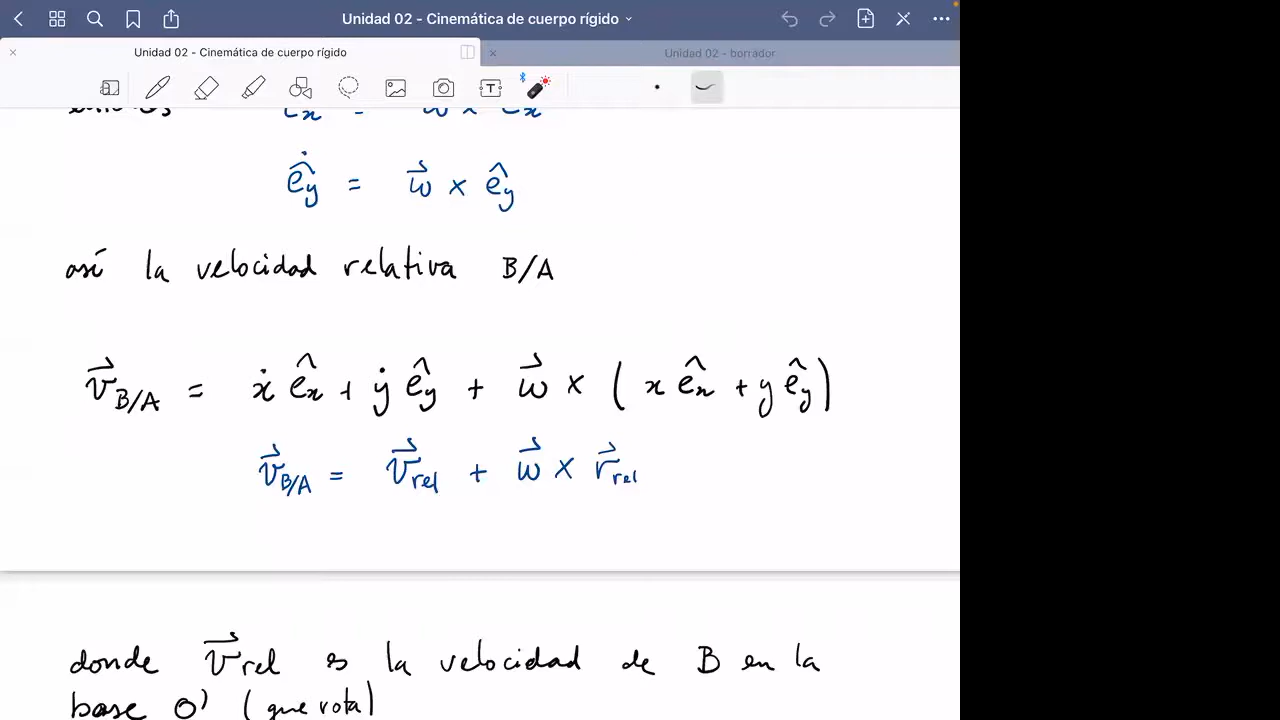 Unidad 02 - Cinemática de cuerpo rígido
Unidad 02 - Cinemática de cuerpo rígido
Unidad 02 - borrador
ė̂y = w⃗ × êy
así la velocidad relativa B/A
v⃗B/A = ẋ êx + ẏ êy + w⃗ × ( x êx + y êy )
v⃗B/A = v⃗rel + w⃗ × r⃗rel
donde v⃗rel es la velocidad de B en la
base O' (que rota)